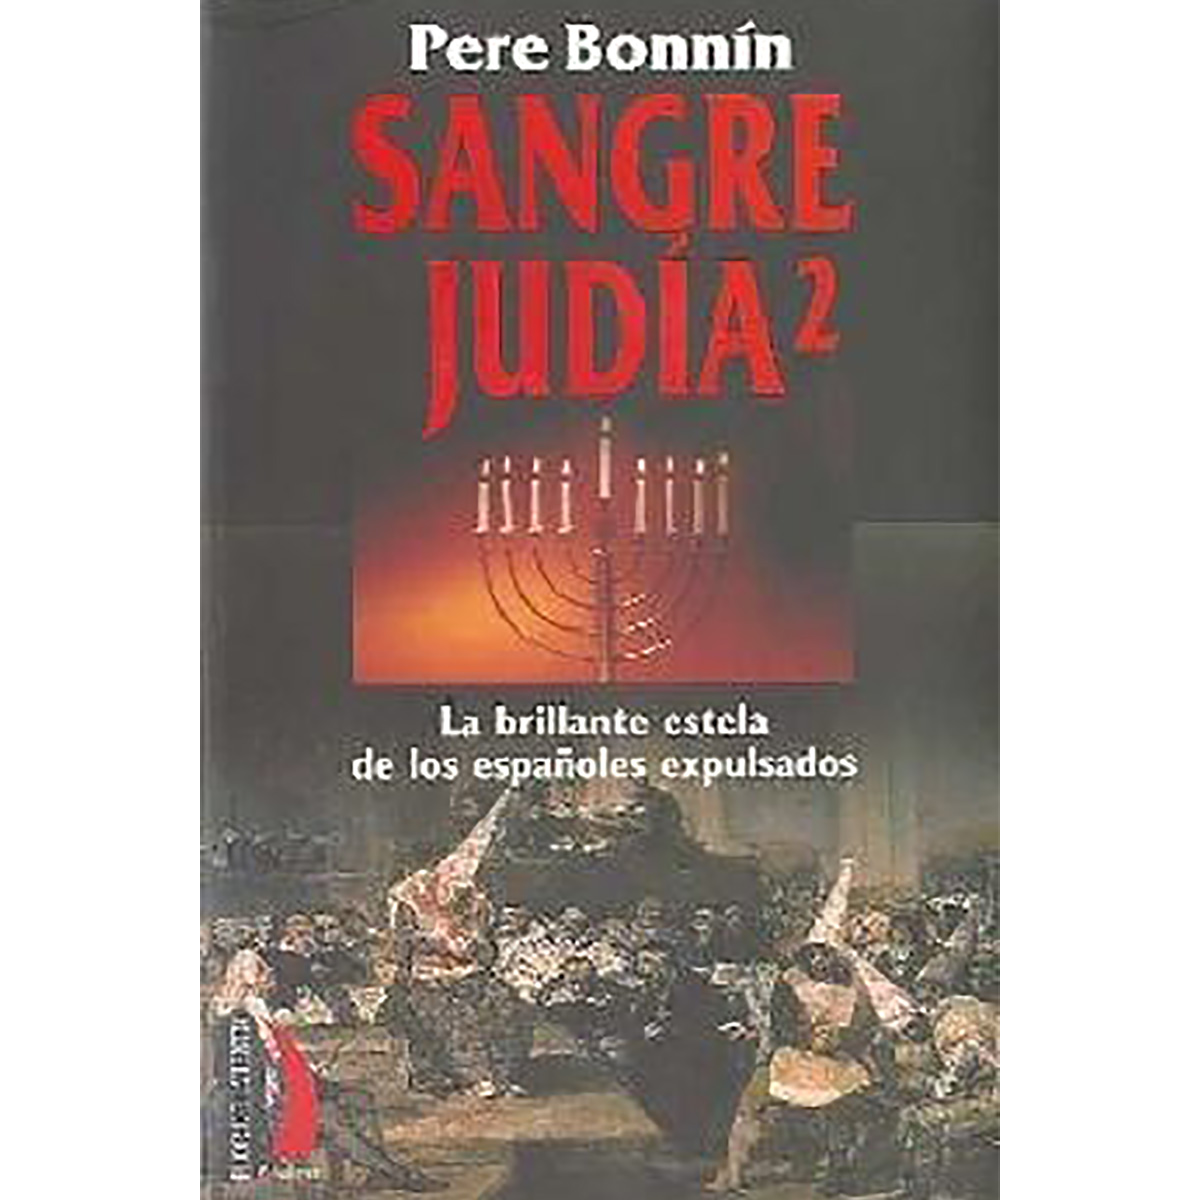 Pere Bonnín
SANGRE
JUDÍA²
La brillante estela
de los españoles expulsados